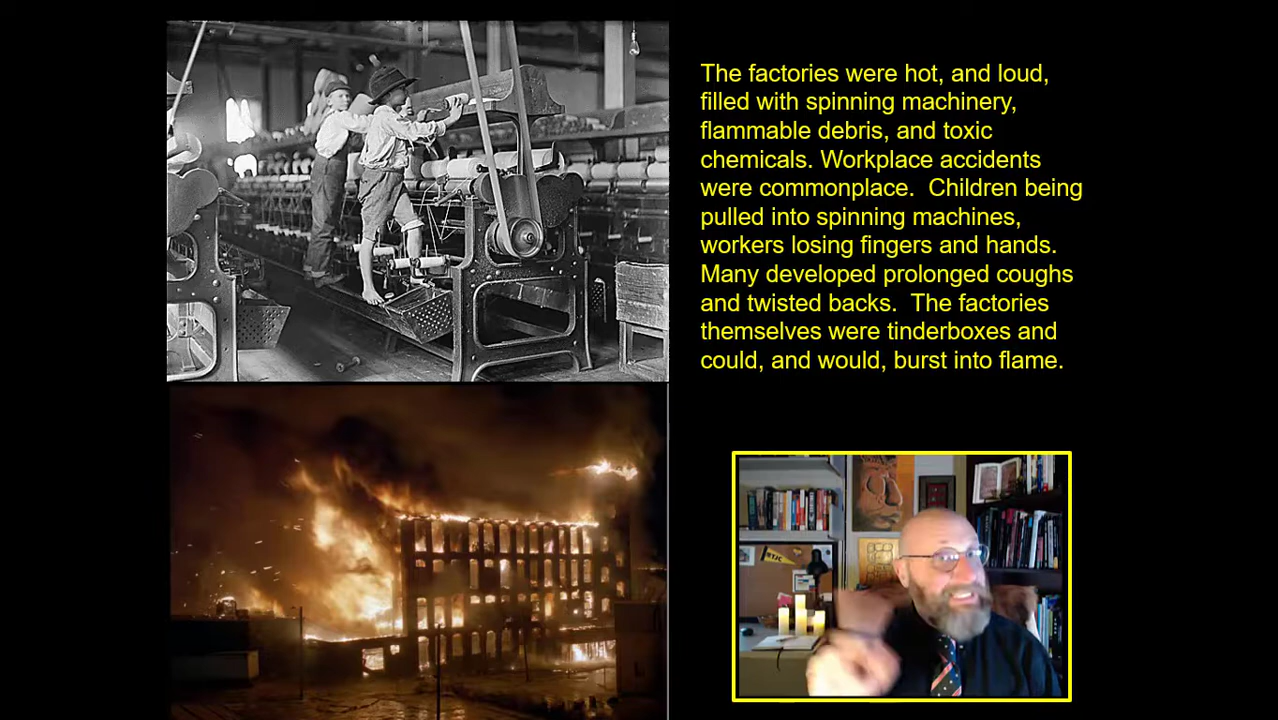 The factories were hot, and loud,
filled with spinning machinery,
flammable debris, and toxic
chemicals. Workplace accidents
were commonplace.  Children being
pulled into spinning machines,
workers losing fingers and hands.
Many developed prolonged coughs
and twisted backs.  The factories
themselves were tinderboxes and
could, and would, burst into flame.